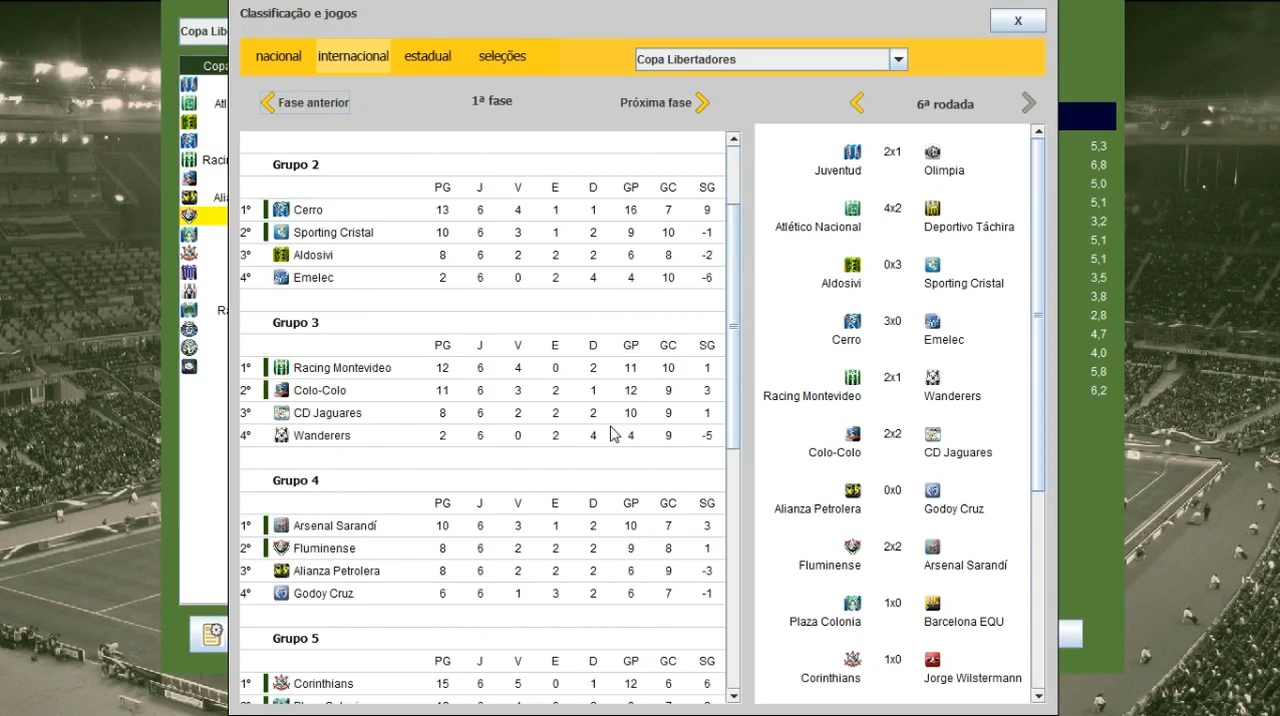 Classificação e jogos
X
Copa Lib
nacional internacional estadual seleções Copa Libertadores
Copa
Fase anterior 1ª fase Próxima fase
Atl
Raci
Ali
Ra
Grupo 2
PG J V E D GP GC SG
1º Cerro 13 6 4 1 1 16 7 9
2º Sporting Cristal 10 6 3 1 2 9 10 -1
3º Aldosivi 8 6 2 2 2 6 8 -2
4º Emelec 2 6 0 2 4 4 10 -6
Grupo 3
PG J V E D GP GC SG
1º Racing Montevideo 12 6 4 0 2 11 10 1
2º Colo-Colo 11 6 3 2 1 12 9 3
3º CD Jaguares 8 6 2 2 2 10 9 1
4º Wanderers 2 6 0 2 4 4 9 -5
Grupo 4
PG J V E D GP GC SG
1º Arsenal Sarandí 10 6 3 1 2 10 7 3
2º Fluminense 8 6 2 2 2 9 8 1
3º Alianza Petrolera 8 6 2 2 2 6 9 -3
4º Godoy Cruz 6 6 1 3 2 6 7 -1
Grupo 5
PG J V E D GP GC SG
1º Corinthians 15 6 5 0 1 12 6 6
6ª rodada
2x1
Juventud Olimpia
4x2
Atlético Nacional Deportivo Táchira
0x3
Aldosivi Sporting Cristal
3x0
Cerro Emelec
2x1
Racing Montevideo Wanderers
2x2
Colo-Colo CD Jaguares
0x0
Alianza Petrolera Godoy Cruz
2x2
Fluminense Arsenal Sarandí
1x0
Plaza Colonia Barcelona EQU
1x0
Corinthians Jorge Wilstermann
5,3
6,8
5,0
5,1
3,2
5,1
5,1
3,5
3,8
2,8
4,7
4,0
5,8
6,2